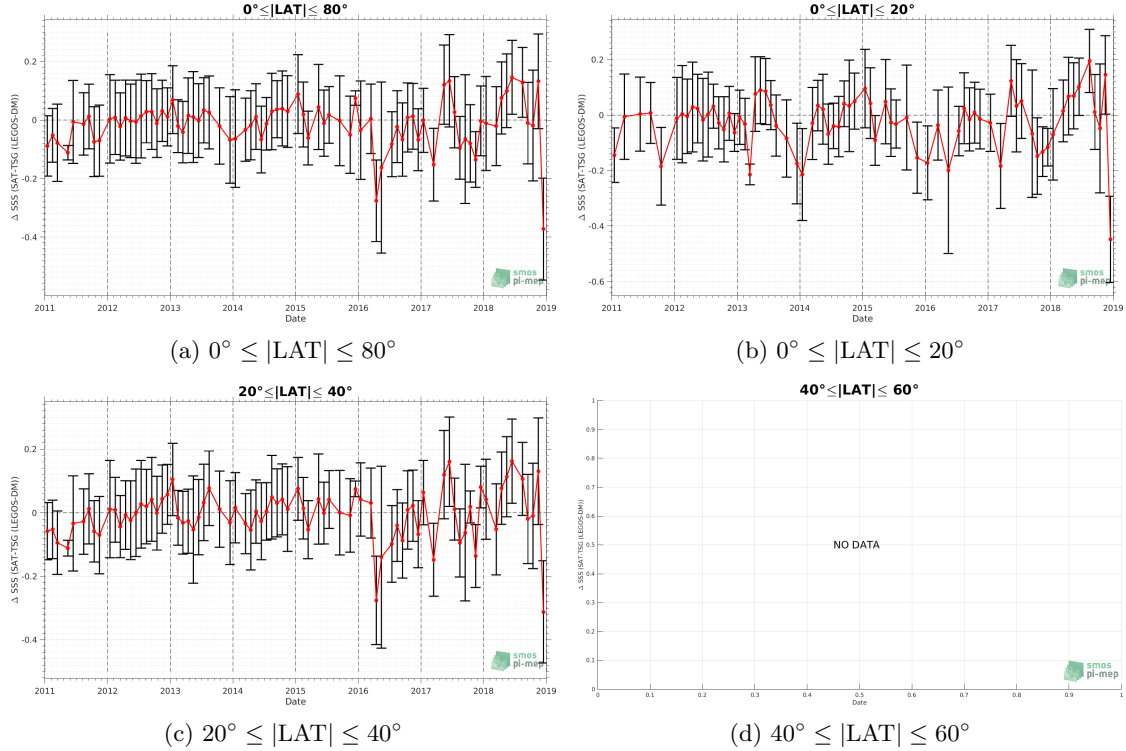 0°≤|LAT|≤ 80°
Δ SSS (SAT-TSG (LEGOS-DM))
0.2
0
-0.2
-0.4
2011 2012 2013 2014 2015 2016 2017 2018 2019
Date
smos
pi-mep
(a) 0° ≤ |LAT| ≤ 80°
0°≤|LAT|≤ 20°
Δ SSS (SAT-TSG (LEGOS-DM))
0.2
0
-0.2
-0.4
-0.6
2011 2012 2013 2014 2015 2016 2017 2018 2019
Date
smos
pi-mep
(b) 0° ≤ |LAT| ≤ 20°
20°≤|LAT|≤ 40°
Δ SSS (SAT-TSG (LEGOS-DM))
0.2
0
-0.2
-0.4
2011 2012 2013 2014 2015 2016 2017 2018 2019
Date
smos
pi-mep
(c) 20° ≤ |LAT| ≤ 40°
40°≤|LAT|≤ 60°
Δ SSS (SAT-TSG (LEGOS-DM))
1
0.9
0.8
0.7
0.6
0.5
0.4
0.3
0.2
0.1
0
NO DATA
0 0.1 0.2 0.3 0.4 0.5 0.6 0.7 0.8 0.9 1
Date
smos
pi-mep
(d) 40° ≤ |LAT| ≤ 60°